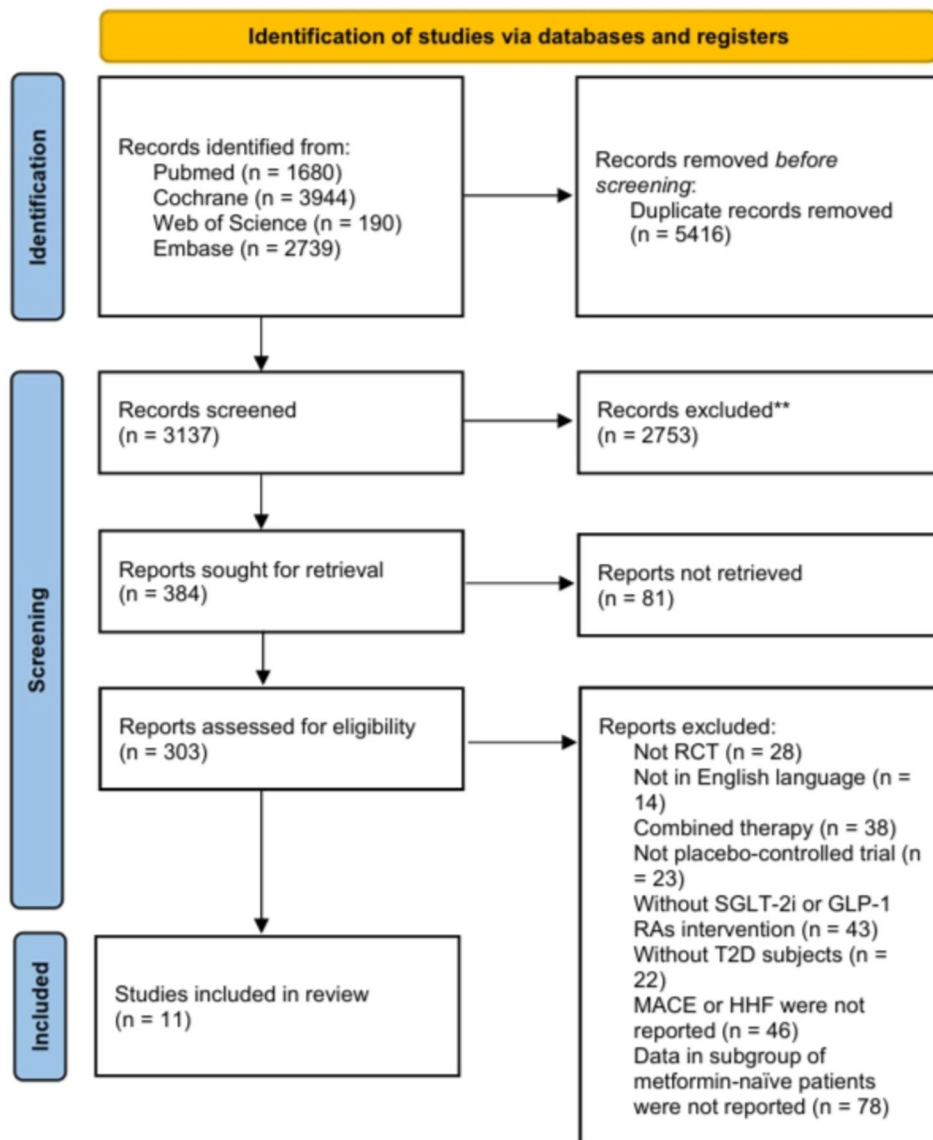 Identification of studies via databases and registers
Identification
Records identified from:
Pubmed (n = 1680)
Cochrane (n = 3944)
Web of Science (n = 190)
Embase (n = 2739)
Records removed before
screening:
Duplicate records removed
(n = 5416)
Screening
Records screened
(n = 3137)
Records excluded**
(n = 2753)
Reports sought for retrieval
(n = 384)
Reports not retrieved
(n = 81)
Reports assessed for eligibility
(n = 303)
Reports excluded:
Not RCT (n = 28)
Not in English language (n =
14)
Combined therapy (n = 38)
Not placebo-controlled trial (n
= 23)
Without SGLT-2i or GLP-1
RAs intervention (n = 43)
Without T2D subjects (n =
22)
MACE or HHF were not
reported (n = 46)
Data in subgroup of
metformin-naïve patients
were not reported (n = 78)
Included
Studies included in review
(n = 11)